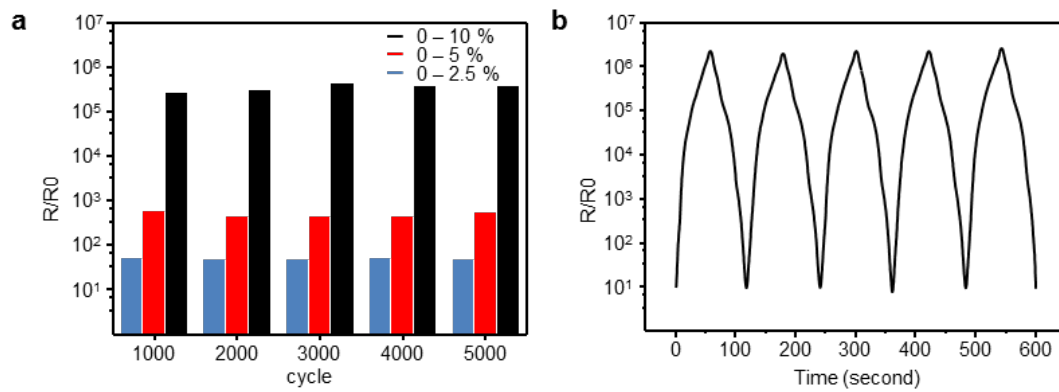 a
10⁷
10⁶
10⁵
10⁴
10³
10²
10¹
R/R0
0 – 10 %
0 – 5 %
0 – 2.5 %
1000 2000 3000 4000 5000
cycle
b
10⁷
10⁶
10⁵
10⁴
10³
10²
10¹
R/R0
0 100 200 300 400 500 600
Time (second)